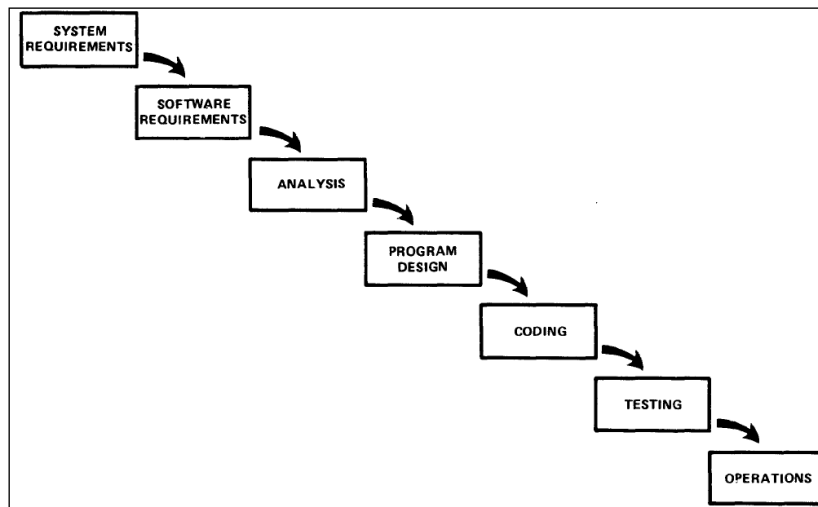 SYSTEM
REQUIREMENTS
SOFTWARE
REQUIREMENTS
ANALYSIS
PROGRAM
DESIGN
CODING
TESTING
OPERATIONS